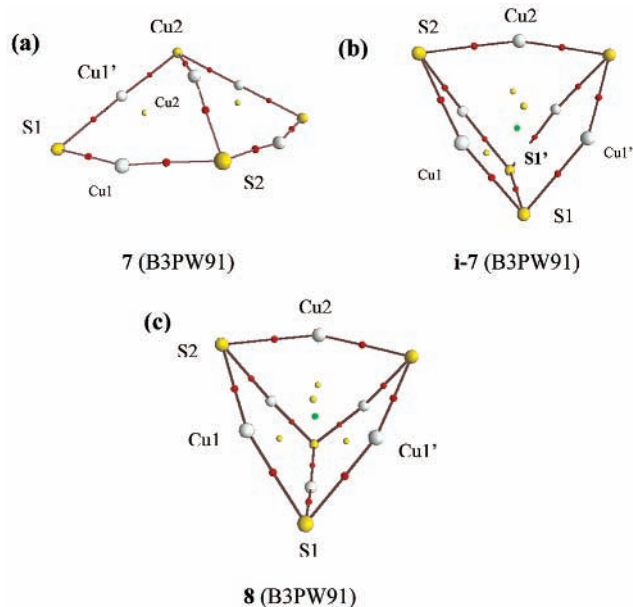 (a)
Cu2
Cu1'
Cu2
S1
Cu1
S2
7 (B3PW91)
(b)
S2
Cu2
Cu1
S1'
Cu1'
S1
i-7 (B3PW91)
(c)
Cu2
S2
Cu1
Cu1'
S1
8 (B3PW91)